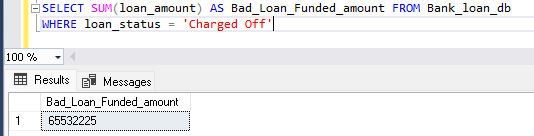 SELECT SUM(loan_amount) AS Bad_Loan_Funded_amount FROM Bank_loan_db
WHERE loan_status = 'Charged Off'
100 %
Results Messages
Bad_Loan_Funded_amount
1 65532225